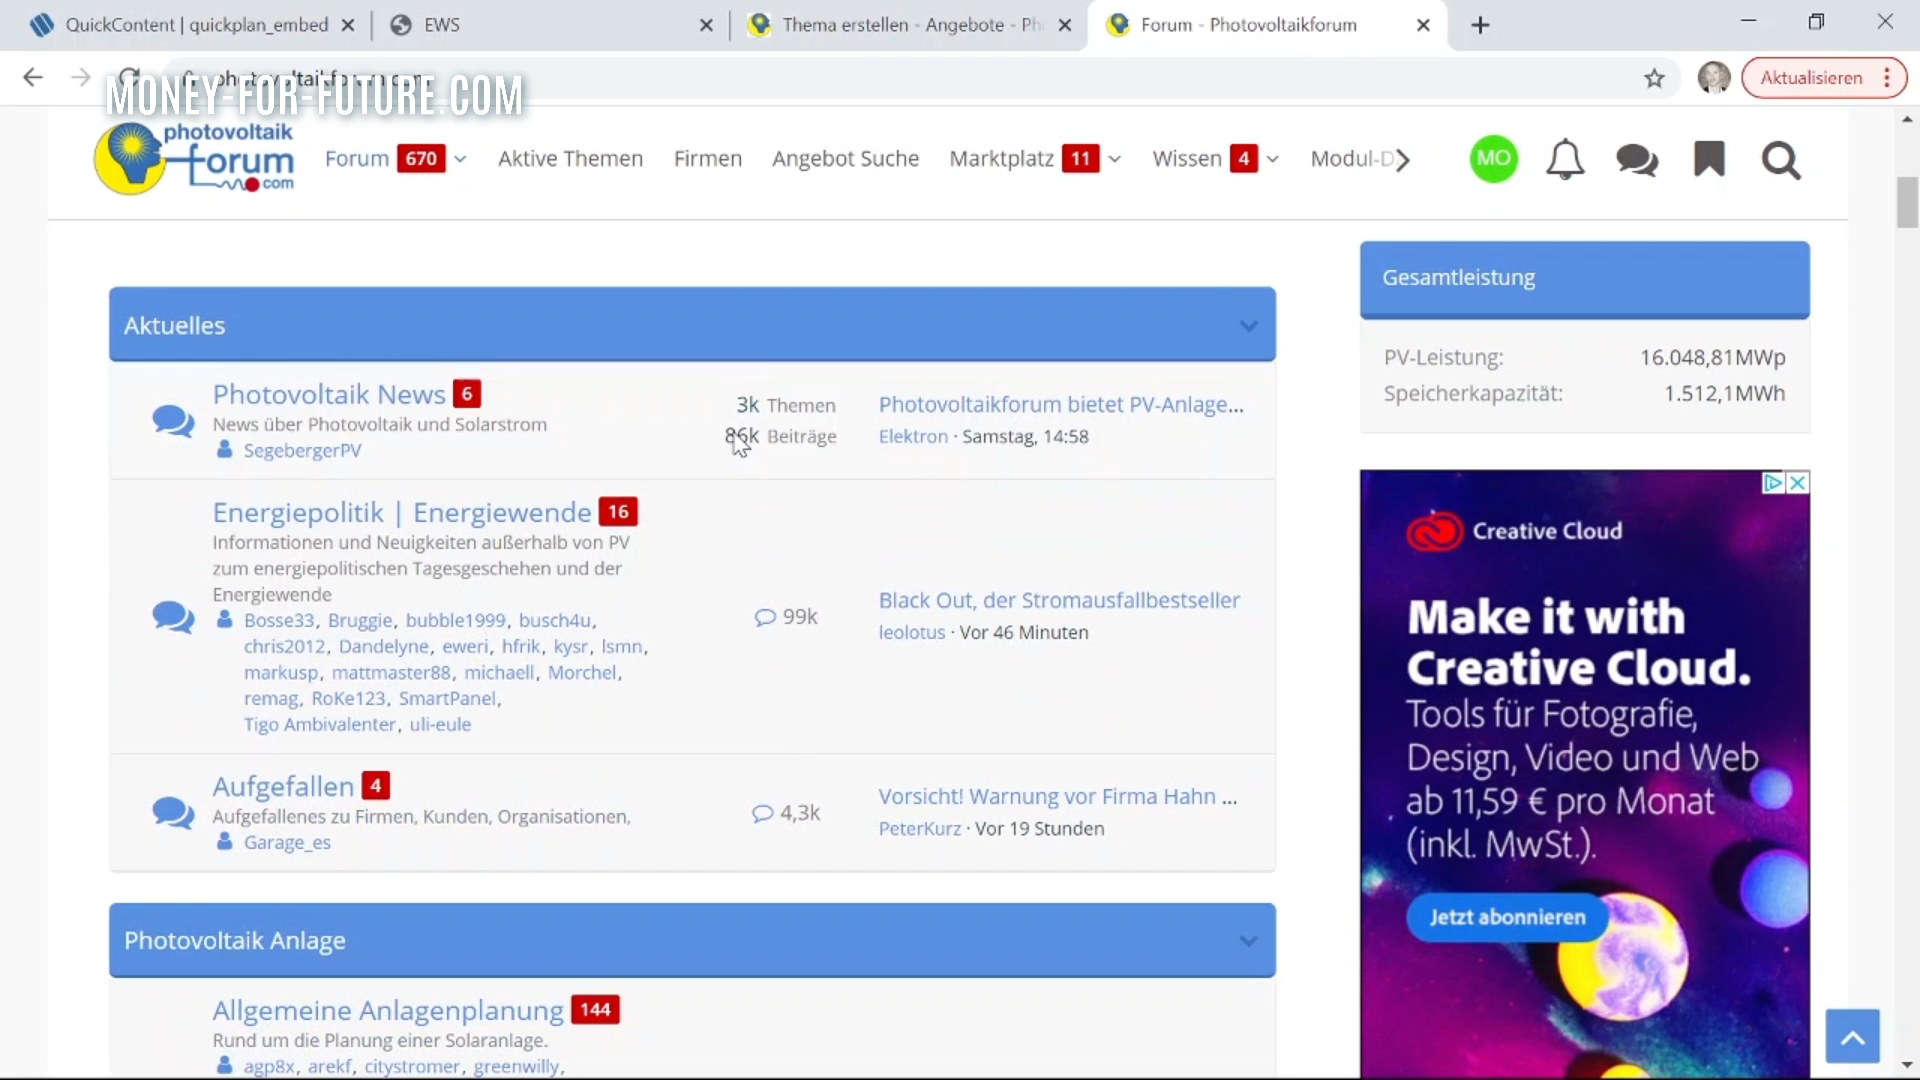 QuickContent | quickplan_embed
EWS
Thema erstellen - Angebote - Ph
Forum - Photovoltaikforum
MONEY-FOR-FUTURE.COM
Aktualisieren
photovoltaik
forum
.com
Forum 670
Aktive Themen
Firmen
Angebot Suche
Marktplatz 11
Wissen 4
Modul-D
MO
Aktuelles
Photovoltaik News 6
News über Photovoltaik und Solarstrom
SegebergerPV
3k Themen
86k Beiträge
Photovoltaikforum bietet PV-Anlage...
Elektron · Samstag, 14:58
Energiepolitik | Energiewende 16
Informationen und Neuigkeiten außerhalb von PV
zum energiepolitischen Tagesgeschehen und der
Energiewende
Bosse33, Bruggie, bubble1999, busch4u,
chris2012, Dandelyne, eweri, hfrik, kysr, lsmn,
markusp, mattmaster88, michaell, Morchel,
remag, RoKe123, SmartPanel,
Tigo Ambivalenter, uli-eule
99k
Black Out, der Stromausfallbestseller
leolotus · Vor 46 Minuten
Aufgefallen 4
Aufgefallenes zu Firmen, Kunden, Organisationen,
Garage_es
4,3k
Vorsicht! Warnung vor Firma Hahn ...
PeterKurz · Vor 19 Stunden
Photovoltaik Anlage
Allgemeine Anlagenplanung 144
Rund um die Planung einer Solaranlage.
agp8x, arekf, citystromer, greenwilly,
Gesamtleistung
PV-Leistung: 16.048,81MWp
Speicherkapazität: 1.512,1MWh
Creative Cloud
Make it with
Creative Cloud.
Tools für Fotografie,
Design, Video und Web
ab 11,59 € pro Monat
(inkl. MwSt.).
Jetzt abonnieren